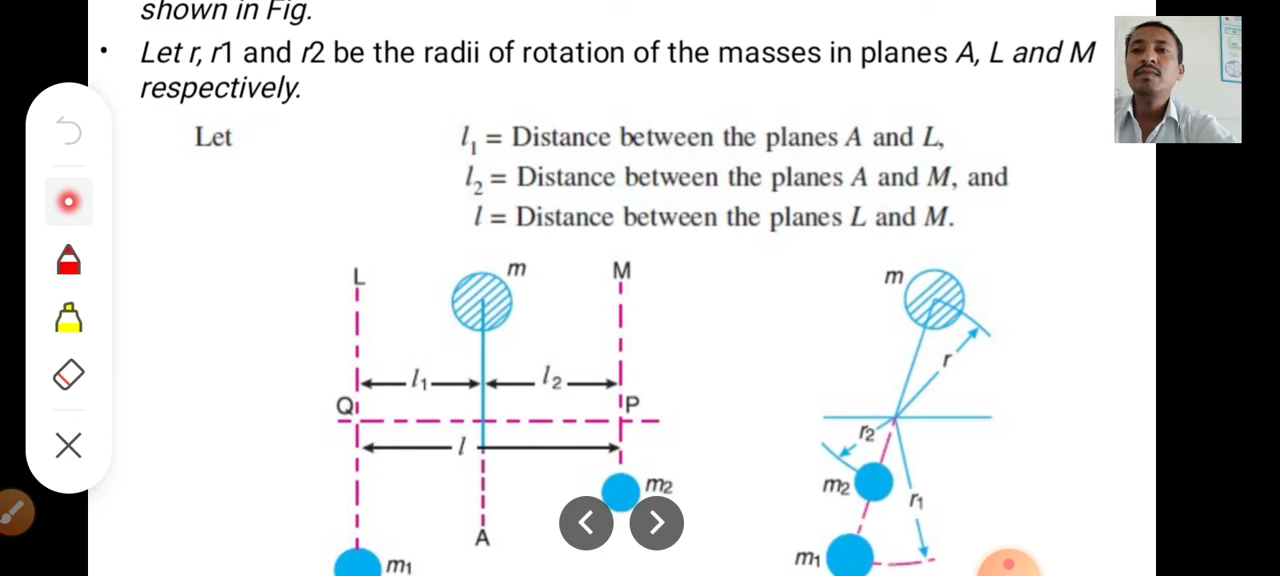 shown in Fig.
• Let r, r1 and r2 be the radii of rotation of the masses in planes A, L and M
respectively.
Let
l₁ = Distance between the planes A and L,
l₂ = Distance between the planes A and M, and
l = Distance between the planes L and M.
L
m
M
m
l₁
l₂
r
Q
P
l
r2
m2
m2
r1
A
m1
m1